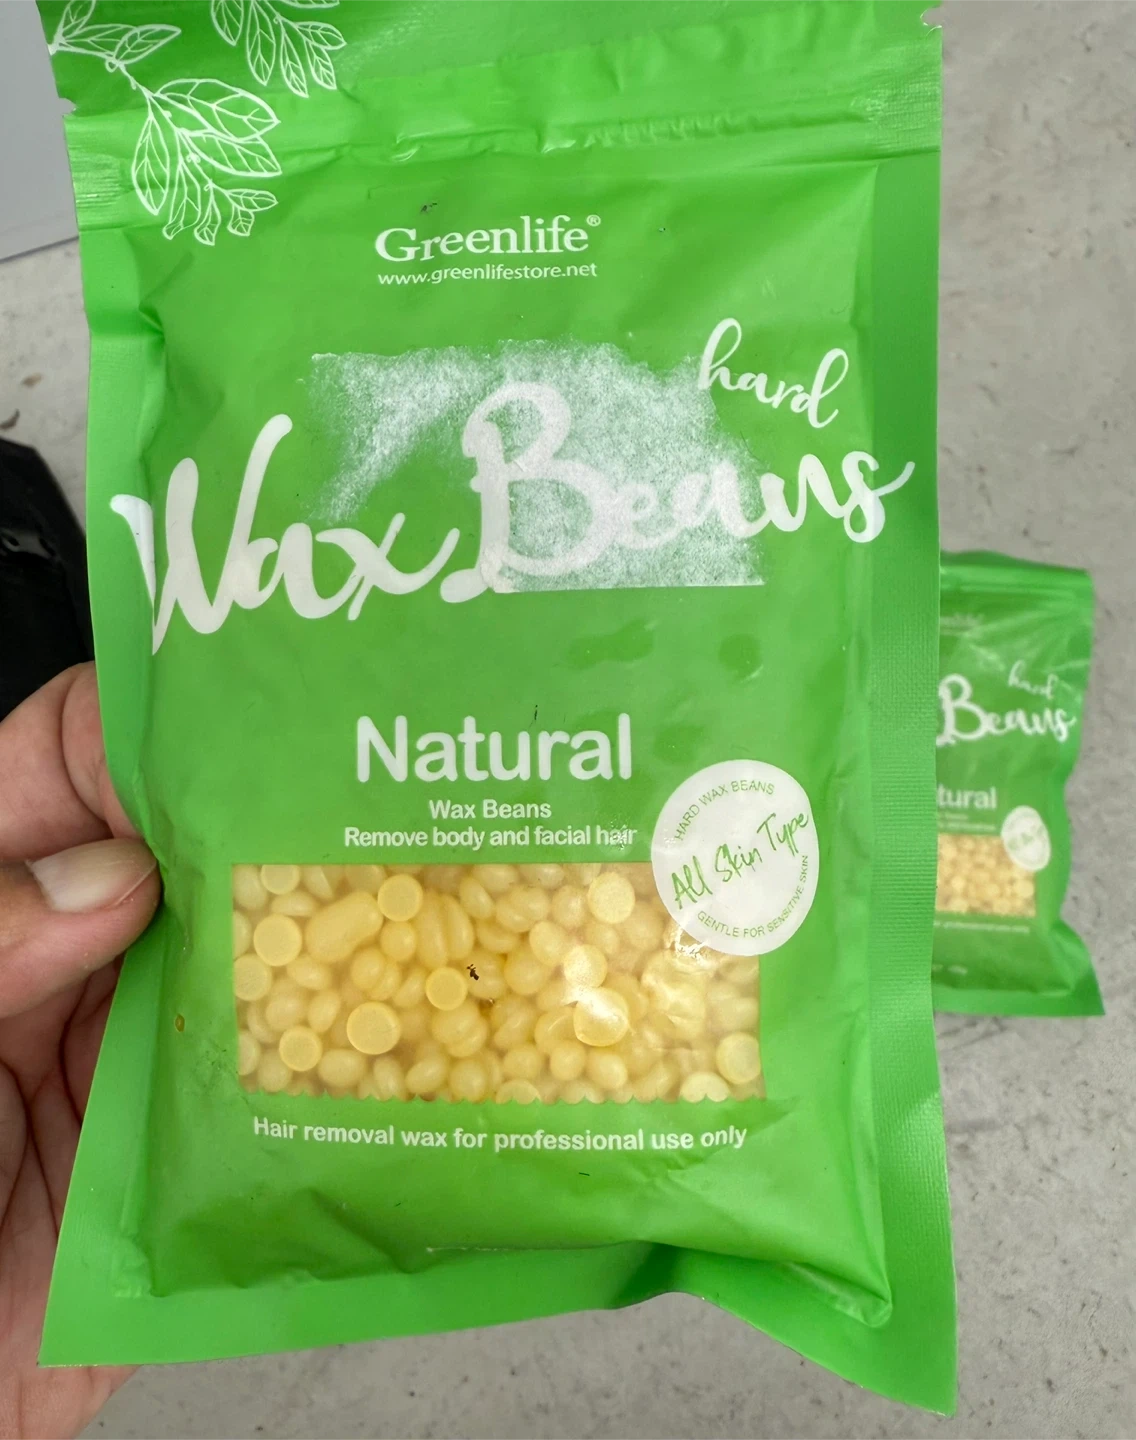 Greenlife®
www.greenlifestore.net
hard
Wax Beans
Natural
Wax Beans
Remove body and facial hair
HARD WAX BEANS
All Skin Type
GENTLE FOR SENSITIVE SKIN
Hair removal wax for professional use only
hard
Beans
tural